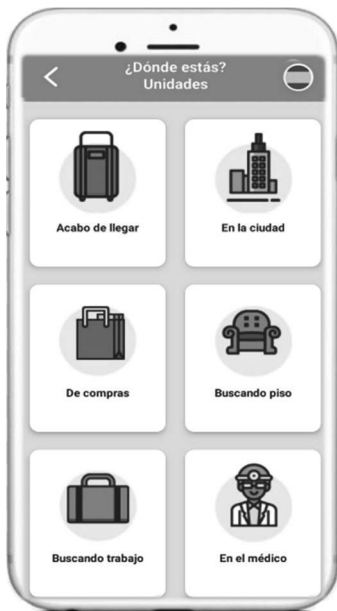 ¿Dónde estás?
Unidades
Acabo de llegar
En la ciudad
De compras
Buscando piso
Buscando trabajo
En el médico